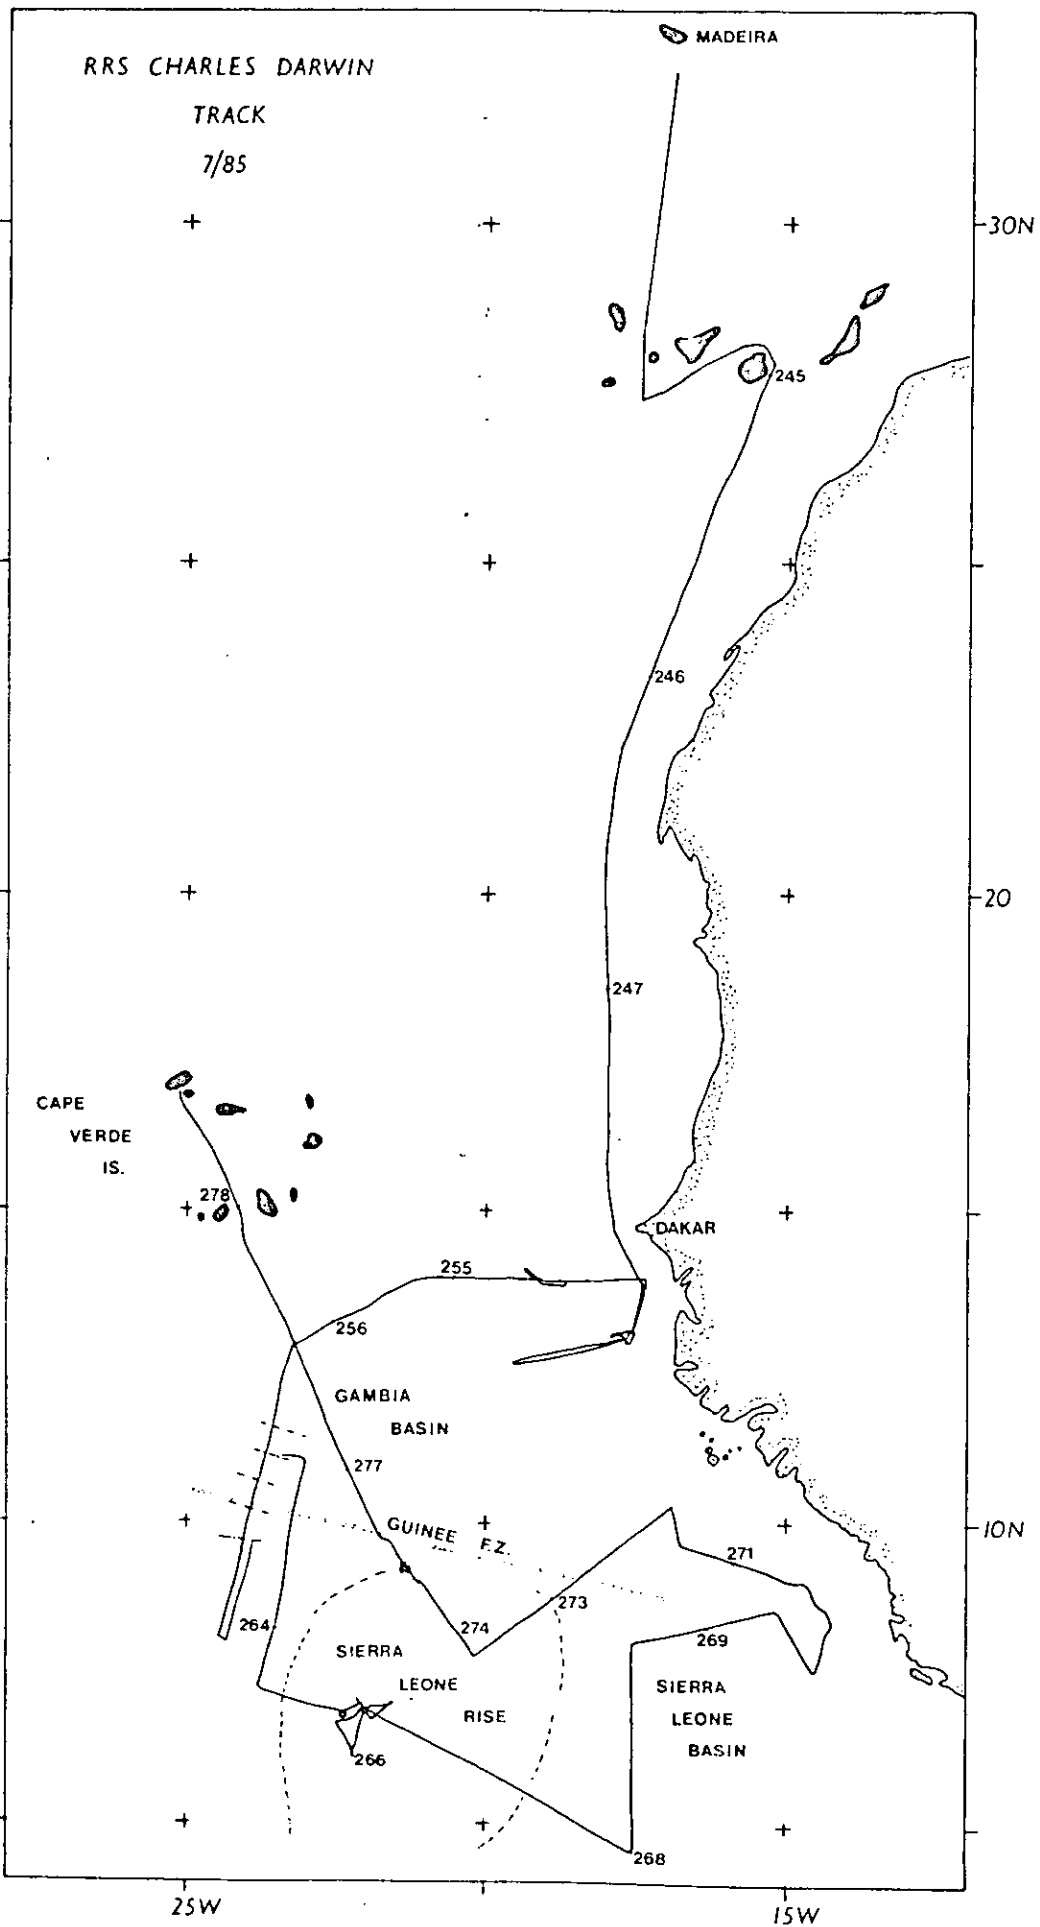 MADEIRA
RRS CHARLES DARWIN
TRACK
7/85
30N
245
246
20
247
CAPE
VERDE
IS.
278
DAKAR
255
256
GAMBIA
BASIN
277
GUINEE F.Z.
10N
271
273
264
274
269
SIERRA
LEONE
RISE
SIERRA
LEONE
BASIN
266
268
25W
15W